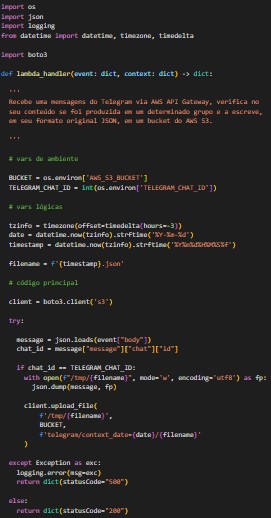 import os
import json
import logging
from datetime import datetime, timezone, timedelta
import boto3
def lambda_handler(event: dict, context: dict) -> dict:
'''
Recebe uma mensagens do Telegram via AWS API Gateway, verifica no
seu conteúdo se foi produzida em um determinado grupo e a escreve,
em seu formato original JSON, em um bucket do AWS S3.
'''
# vars de ambiente
BUCKET = os.environ['AWS_S3_BUCKET']
TELEGRAM_CHAT_ID = int(os.environ['TELEGRAM_CHAT_ID'])
# vars lógicas
tzinfo = timezone(offset=timedelta(hours=-3))
date = datetime.now(tzinfo).strftime('%Y-%m-%d')
timestamp = datetime.now(tzinfo).strftime('%Y%m%d%H%M%S%f')
filename = f'{timestamp}.json'
# código principal
client = boto3.client('s3')
try:
message = json.loads(event["body"])
chat_id = message["message"]["chat"]["id"]
if chat_id == TELEGRAM_CHAT_ID:
with open(f"/tmp/{filename}", mode='w', encoding='utf8') as fp:
json.dump(message, fp)
client.upload_file(
f'/tmp/{filename}',
BUCKET,
f'telegram/context_date={date}/{filename}'
)
except Exception as exc:
logging.error(msg=exc)
return dict(statusCode="500")
else:
return dict(statusCode="200")